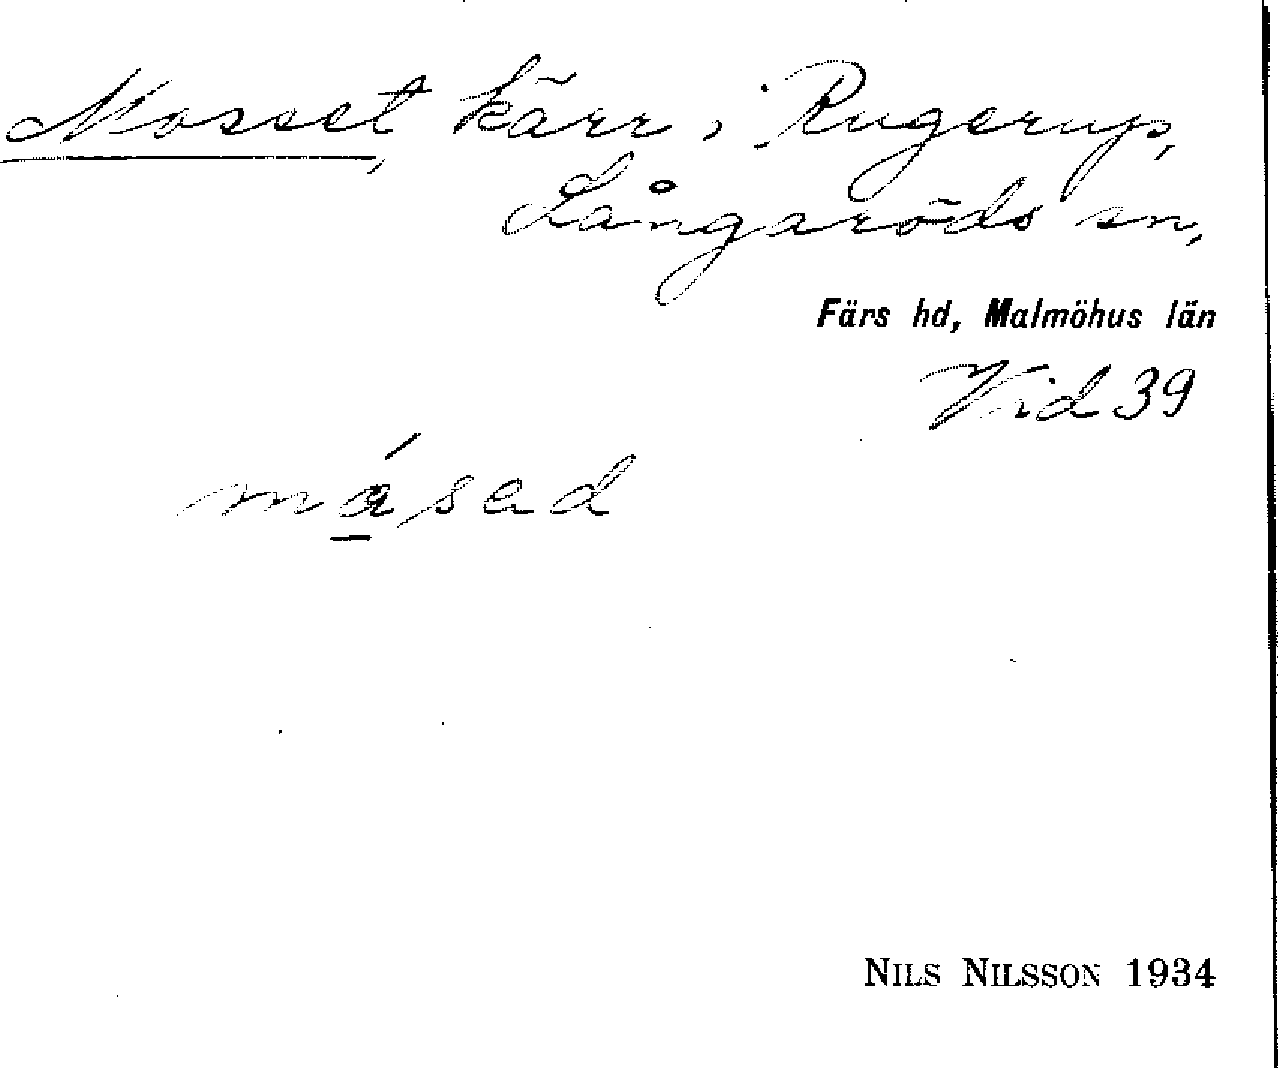 Mosset, kärr i Rugerup,
Långaröds sn,
Färs hd, Malmöhus län
Vid 39
måsad
NILS NILSSON 1934